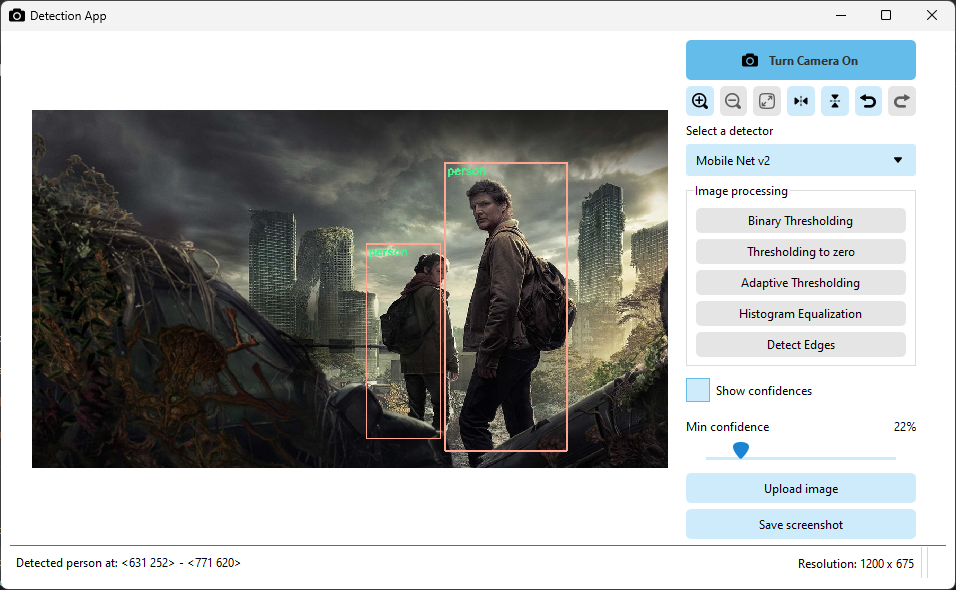 Detection App
Turn Camera On
Select a detector
Mobile Net v2
Image processing
Binary Thresholding
Thresholding to zero
Adaptive Thresholding
Histogram Equalization
Detect Edges
Show confidences
Min confidence 22%
Upload image
Save screenshot
person
person
Detected person at: <631 252> - <771 620>
Resolution: 1200 x 675